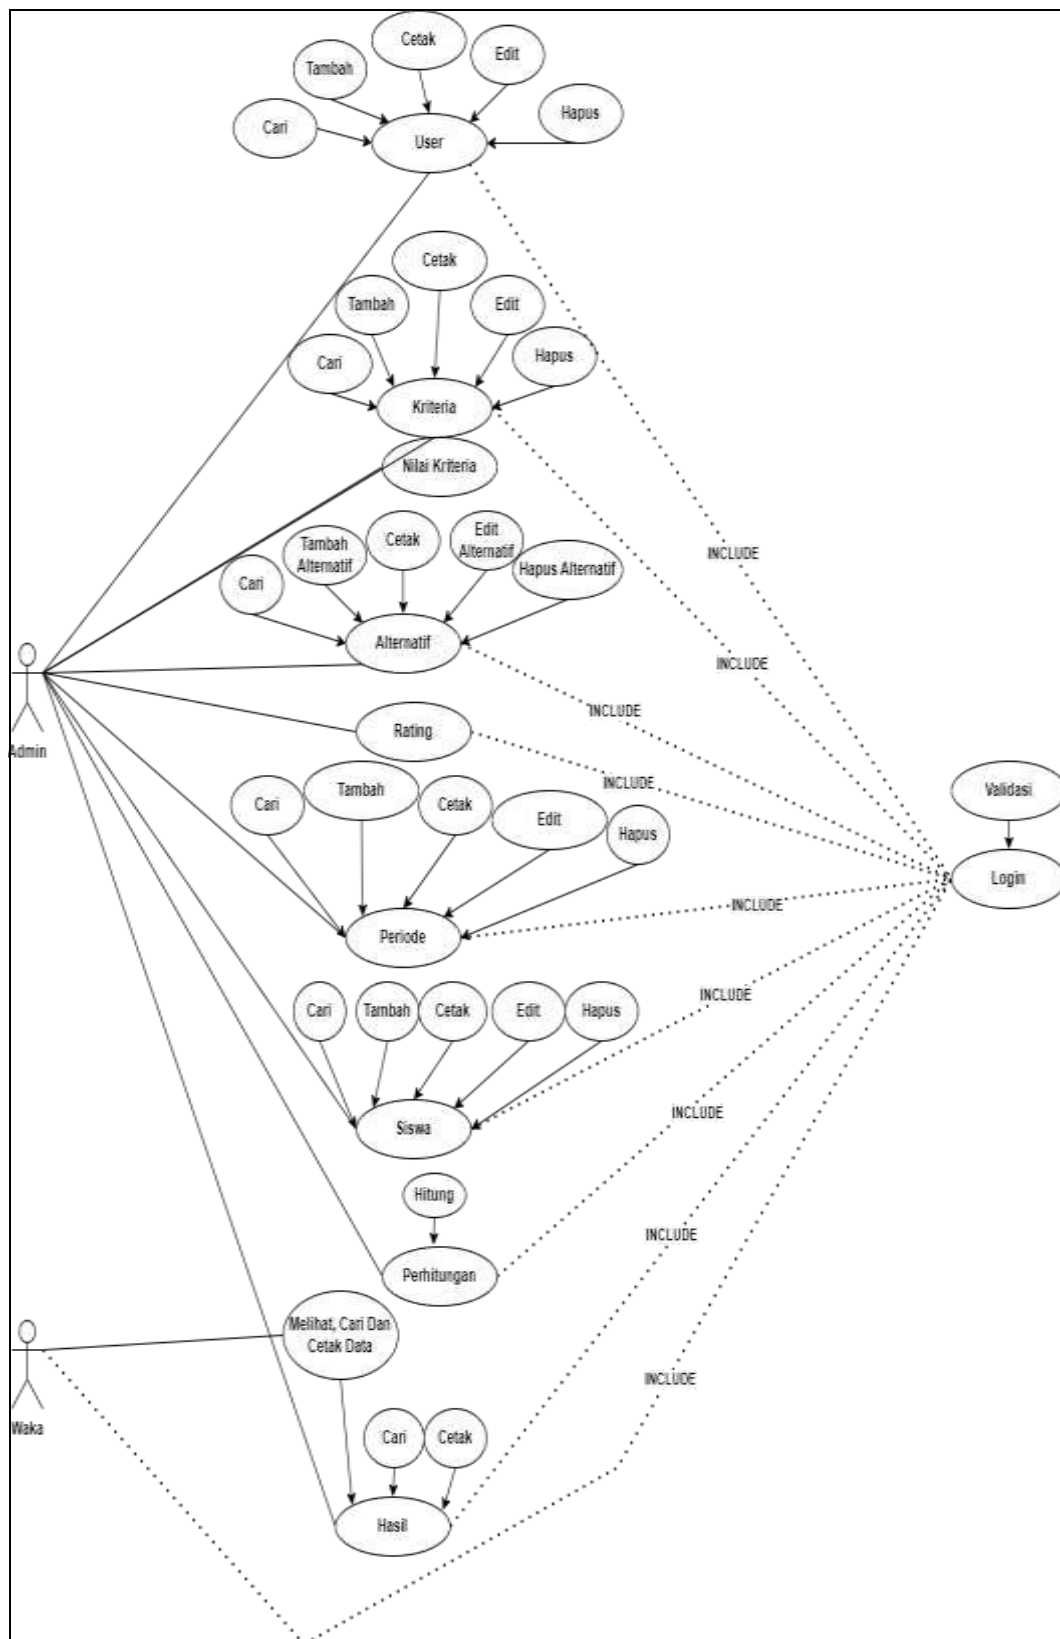 Cetak
Edit
Tambah
Hapus
Cari
User
Cetak
Tambah
Edit
Hapus
Cari
Kriteria
Nilai Kriteria
Tambah
Alternatif
Cetak
Edit
Alternatif
Hapus Alternatif
Cari
INCLUDE
Alternatif
INCLUDE
INCLUDE
Admin
Rating
INCLUDE
Cari
Tambah
Cetak
Edit
Hapus
Validasi
Login
INCLUDE
Periode
INCLUDE
Cari
Tambah
Cetak
Edit
Hapus
INCLUDE
Siswa
Hitung
INCLUDE
Perhitungan
Melihat, Cari Dan
Cetak Data
INCLUDE
Waka
Cari
Cetak
Hasil